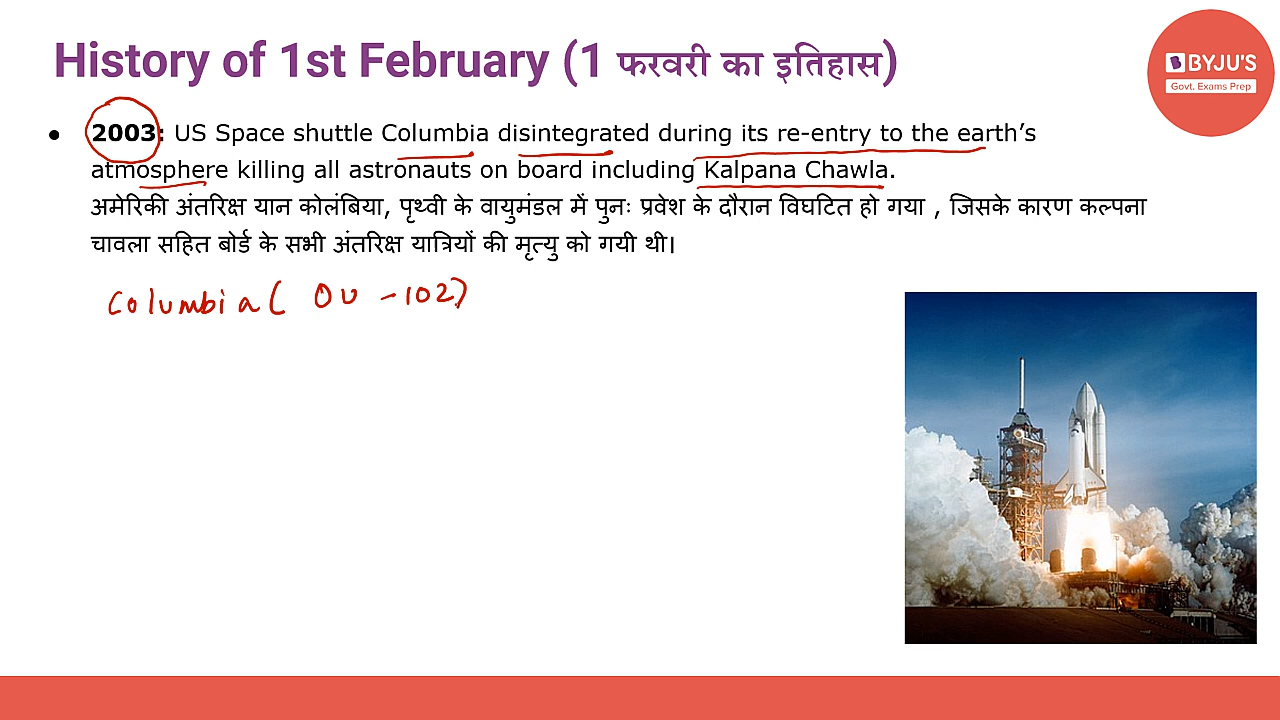 History of 1st February (1 फरवरी का इतिहास)
BYJU'S
Govt. Exams Prep
● 2003: US Space shuttle Columbia disintegrated during its re-entry to the earth’s
atmosphere killing all astronauts on board including Kalpana Chawla.
अमेरिकी अंतरिक्ष यान कोलंबिया, पृथ्वी के वायुमंडल में पुनः प्रवेश के दौरान विघटित हो गया , जिसके कारण कल्पना
चावला सहित बोर्ड के सभी अंतरिक्ष यात्रियों की मृत्यु को गयी थी।
Columbia ( OV -102)